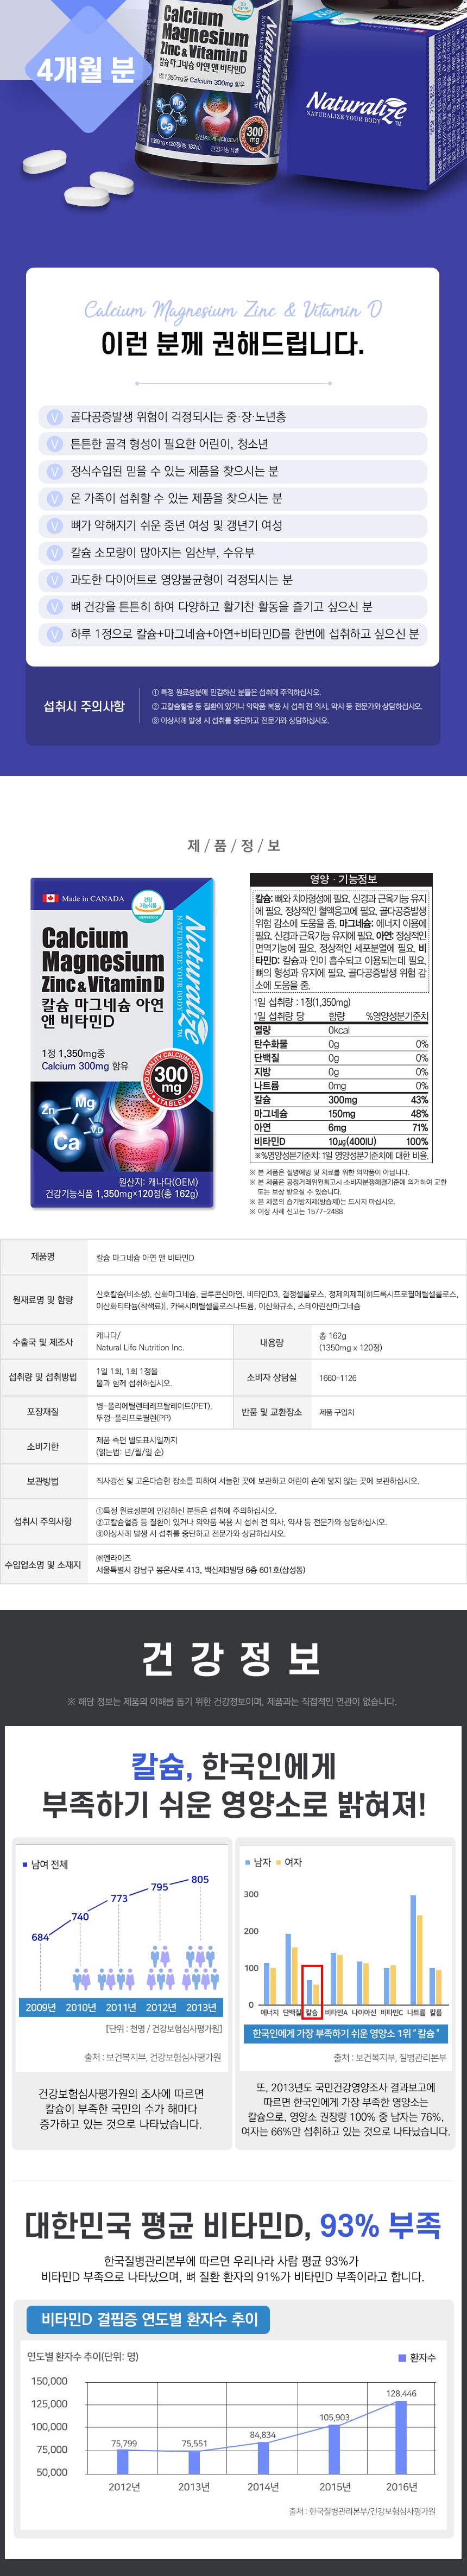 4개월 분
Calcium
Magnesium
Zinc & Vitamin D
칼슘 마그네슘 아연 앤 비타민D
1정 1,350mg중 Calcium 300mg 함유
Naturalize
Zn
Mg
Ca
300
mg
원산지: 캐나다(OEM)
1,350mg×120정(총 162g)
건강기능식품
Naturalize
NATURALIZE YOUR BODY
TM
Calcium Magnesium Zinc & Vitamin D
이런 분께 권해드립니다.
골다공증발생 위험이 걱정되시는 중·장·노년층
튼튼한 골격 형성이 필요한 어린이, 청소년
정식수입된 믿을 수 있는 제품을 찾으시는 분
온 가족이 섭취할 수 있는 제품을 찾으시는 분
뼈가 약해지기 쉬운 중년 여성 및 갱년기 여성
칼슘 소모량이 많아지는 임산부, 수유부
과도한 다이어트로 영양불균형이 걱정되시는 분
뼈 건강을 튼튼히 하여 다양하고 활기찬 활동을 즐기고 싶으신 분
하루 1정으로 칼슘+마그네슘+아연+비타민D를 한번에 섭취하고 싶으신 분
섭취시 주의사항
① 특정 원료성분에 민감하신 분들은 섭취에 주의하십시오.
② 고칼슘혈증 등 질환이 있거나 의약품 복용 시 섭취 전 의사, 약사 등 전문가와 상담하십시오.
③ 이상사례 발생 시 섭취를 중단하고 전문가와 상담하십시오.
제/품/정/보
Made in CANADA
건강
기능식품
Calcium
Magnesium
Zinc & Vitamin D
칼슘 마그네슘 아연
앤 비타민D
1정 1,350mg중
Calcium 300mg 함유
Naturalize
NATURALIZE YOUR BODY
300
mg
1TABLET
Zn
Mg
Ca
VD
원산지: 캐나다(OEM)
건강기능식품 1,350mg×120정(총 162g)
영양·기능정보
칼슘: 뼈와 치아형성에 필요. 신경과 근육기능 유지
에 필요. 정상적인 혈액응고에 필요. 골다공증발생
위험 감소에 도움을 줌. 마그네슘: 에너지 이용에
필요. 신경과 근육기능 유지에 필요. 아연: 정상적인
면역기능에 필요. 정상적인 세포분열에 필요. 비
타민D: 칼슘과 인이 흡수되고 이용되는데 필요.
뼈의 형성과 유지에 필요. 골다공증발생 위험 감
소에 도움을 줌.
1일 섭취량 : 1정(1,350mg)
1일 섭취량 당 함량 %영양성분기준치
열량 0kcal
탄수화물 0g 0%
단백질 0g 0%
지방 0g 0%
나트륨 0mg 0%
칼슘 300mg 43%
마그네슘 150mg 48%
아연 6mg 71%
비타민D 10㎍(400IU) 100%
※%영양성분기준치: 1일 영양성분기준치에 대한 비율.
※ 본 제품은 질병예방 및 치료를 위한 의약품이 아닙니다.
※ 본 제품은 공정거래위원회고시 소비자분쟁해결기준에 의거하여 교환
또는 보상 받으실 수 있습니다.
※ 본 제품의 습기방지제(방습제)는 드시지 마십시오.
※ 이상 사례 신고는 1577-2488
제품명 칼슘 마그네슘 아연 앤 비타민D
원재료명 및 함량
산호칼슘(비소성), 산화마그네슘, 글루콘산아연, 비타민D3, 결정셀룰로스, 정제의제피[히드록시프로필메틸셀룰로스,
이산화티타늄(착색료)], 카복시메틸셀룰로스나트륨, 이산화규소, 스테아린산마그네슘
수출국 및 제조사
캐나다/
Natural Life Nutrition Inc.
내용량
총 162g
(1350mg x 120정)
섭취량 및 섭취방법
1일 1회, 1회 1정을
물과 함께 섭취하십시오.
소비자 상담실 1660-1126
포장재질
병-폴리에틸렌테레프탈레이트(PET),
뚜껑-폴리프로필렌(PP)
반품 및 교환장소 제품 구입처
소비기한
제품 측면 별도표시일까지
(읽는법: 년/월/일 순)
보관방법 직사광선 및 고온다습한 장소를 피하여 서늘한 곳에 보관하고 어린이 손에 닿지 않는 곳에 보관하십시오.
섭취시 주의사항
①특정 원료성분에 민감하신 분들은 섭취에 주의하십시오.
②고칼슘혈증 등 질환이 있거나 의약품 복용 시 섭취 전 의사, 약사 등 전문가와 상담하십시오.
③이상사례 발생 시 섭취를 중단하고 전문가와 상담하십시오.
수입업소명 및 소재지
㈜엔라이즈
서울특별시 강남구 봉은사로 413, 백신제3빌딩 6층 601호(삼성동)
건강정보
※ 해당 정보는 제품의 이해를 돕기 위한 건강정보이며, 제품과는 직접적인 연관이 없습니다.
칼슘, 한국인에게
부족하기 쉬운 영양소로 밝혀져!
남여 전체
684
740
773
795
805
2009년 2010년 2011년 2012년 2013년
[단위 : 천명 / 건강보험심사평가원]
출처 : 보건복지부, 건강보험심사평가원
건강보험심사평가원의 조사에 따르면
칼슘이 부족한 국민의 수가 해마다
증가하고 있는 것으로 나타났습니다.
남자 여자
300
200
100
0
에너지 단백질 칼슘 비타민A 나이아신 비타민C 나트륨 칼륨
한국인에게 가장 부족하기 쉬운 영양소 1위 “ 칼슘 ”
출처 : 보건복지부, 질병관리본부
또, 2013년도 국민건강영양조사 결과보고에
따르면 한국인에게 가장 부족한 영양소는
칼슘으로, 영양소 권장량 100% 중 남자는 76%,
여자는 66%만 섭취하고 있는 것으로 나타났습니다.
대한민국 평균 비타민D, 93% 부족
한국질병관리본부에 따르면 우리나라 사람 평균 93%가
비타민D 부족으로 나타났으며, 뼈 질환 환자의 91%가 비타민D 부족이라고 합니다.
비타민D 결핍증 연도별 환자수 추이
연도별 환자수 추이(단위: 명)
환자수
150,000
125,000
100,000
75,000
50,000
75,799
75,551
84,834
105,903
128,446
2012년 2013년 2014년 2015년 2016년
출처 : 한국질병관리본부/건강보험심사평가원